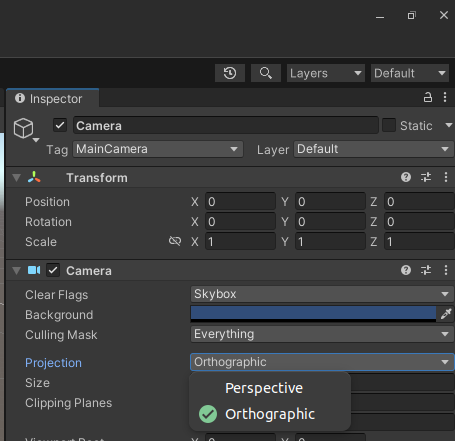 Layers Default
Inspector
Camera Static
Tag MainCamera Layer Default
Transform
Position X 0 Y 0 Z 0
Rotation X 0 Y 0 Z 0
Scale X 1 Y 1 Z 1
Camera
Clear Flags Skybox
Background
Culling Mask Everything
Projection Orthographic
Size
Perspective
Clipping Planes
Orthographic
Viewport Rect X 0 Y 0